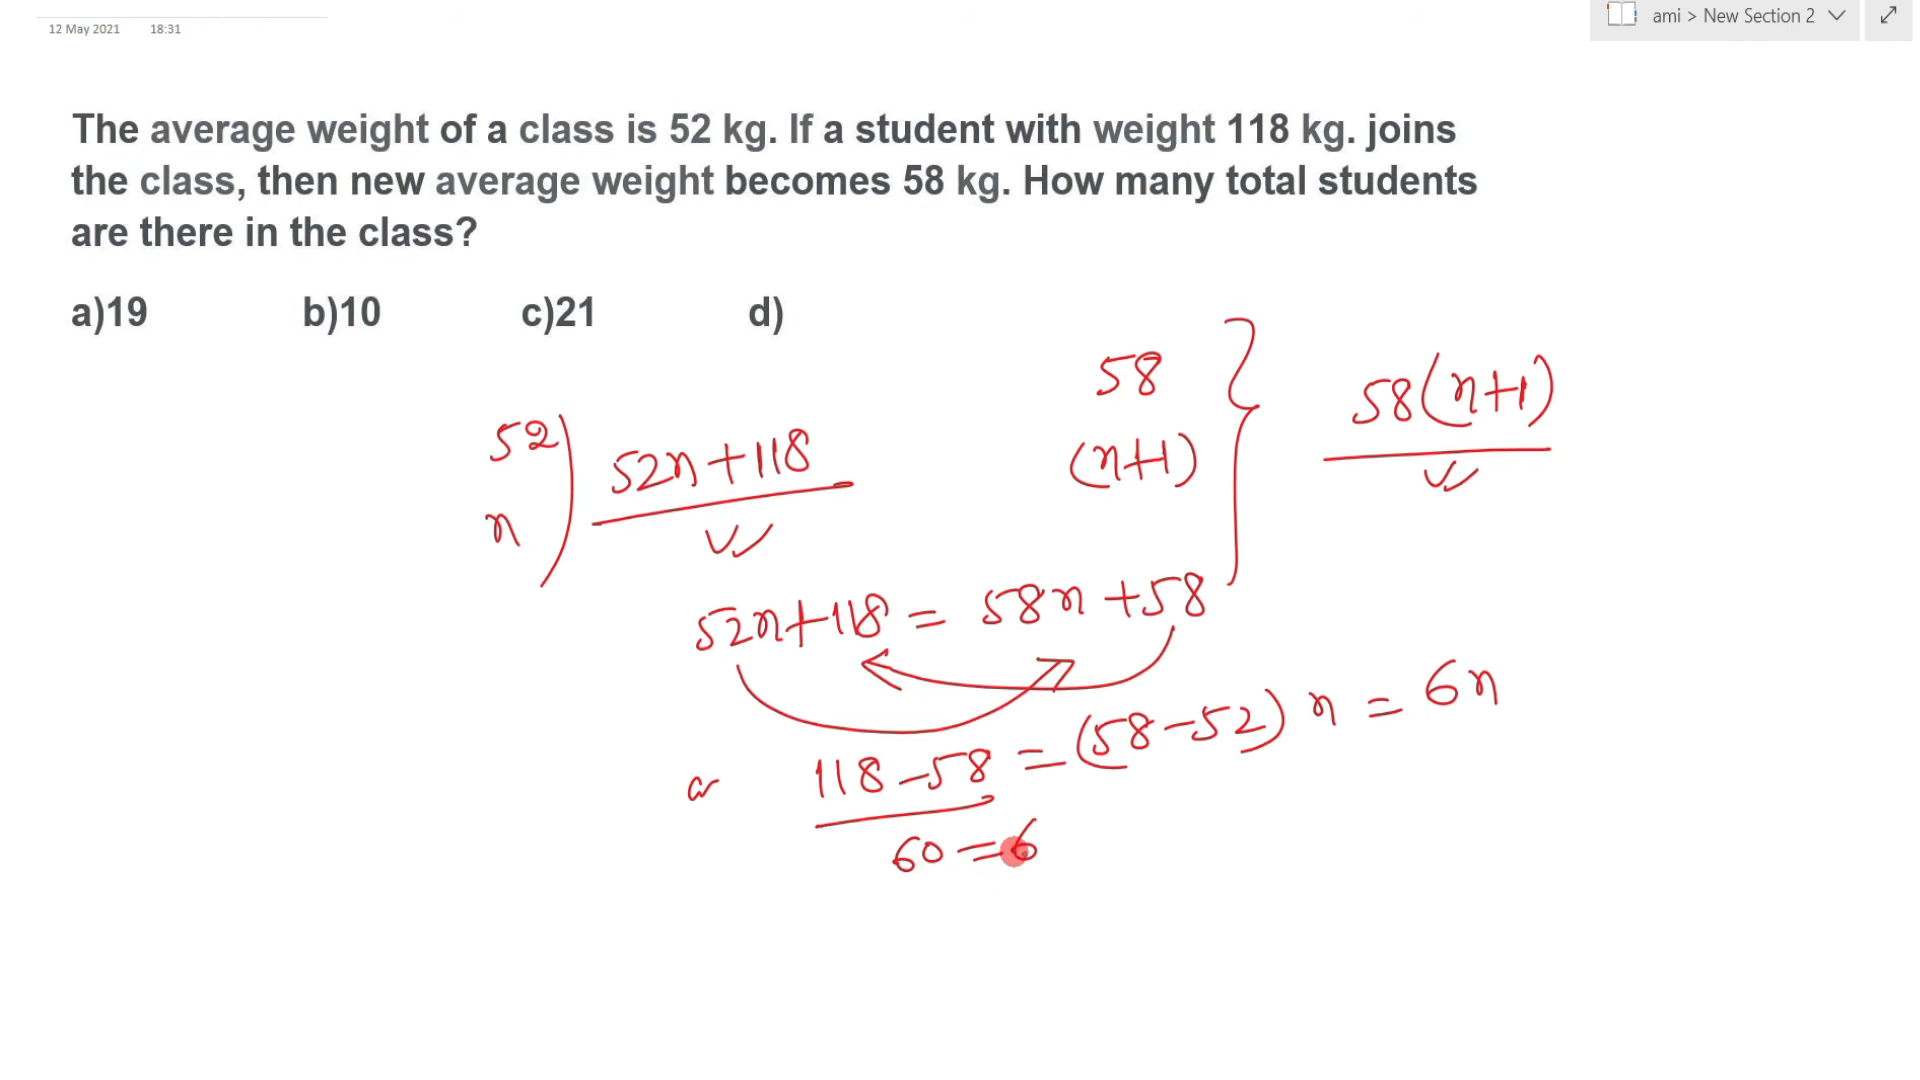 12 May 2021 18:31
ami > New Section 2
The average weight of a class is 52 kg. If a student with weight 118 kg. joins
the class, then new average weight becomes 58 kg. How many total students
are there in the class?
a)19 b)10 c)21 d)
52
n
52n+118
58
(n+1)
58(n+1)
52n+118 = 58n+58
or 118-58 = (58-52) n = 6n
60=6